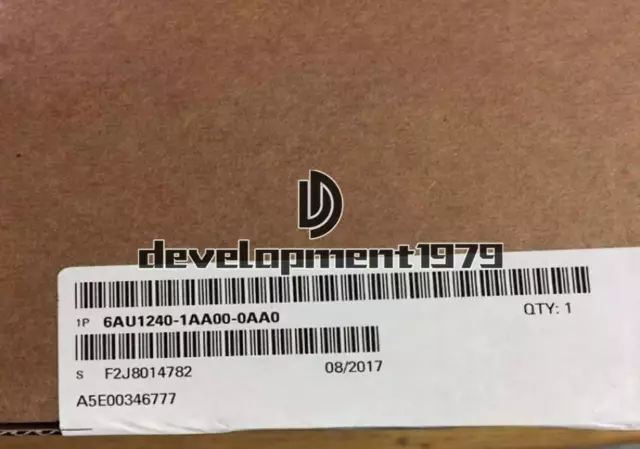 development1979
1P 6AU1240-1AA00-0AA0 QTY: 1
S F2J8014782 08/2017
A5E00346777